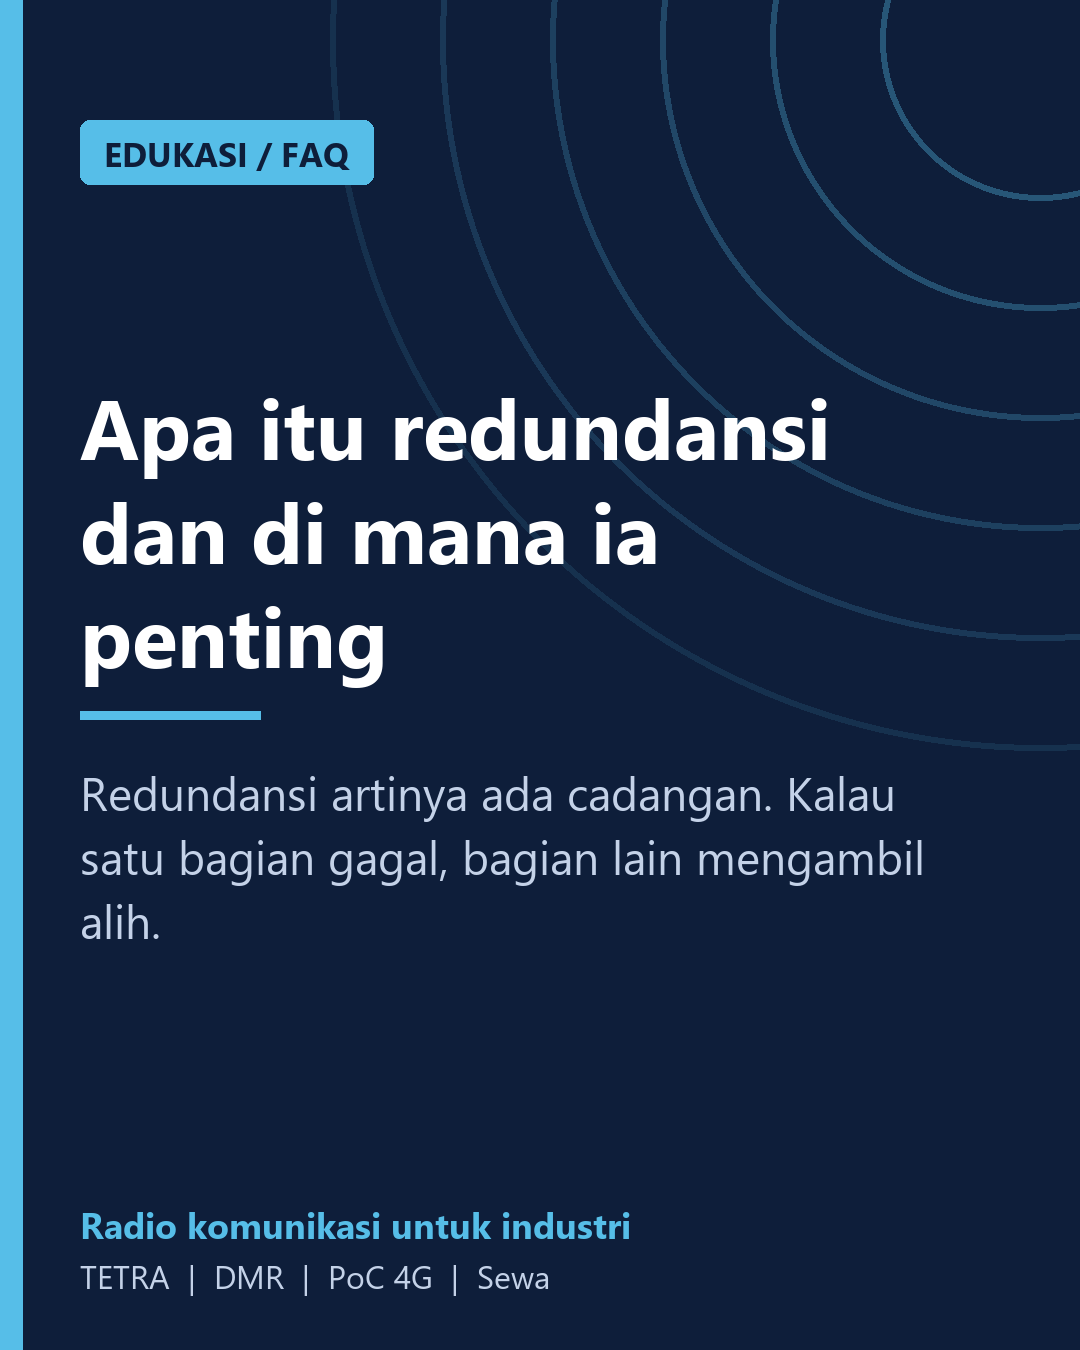 EDUKASI / FAQ
Apa itu redundansi
dan di mana ia
penting
Redundansi artinya ada cadangan. Kalau
satu bagian gagal, bagian lain mengambil
alih.
Radio komunikasi untuk industri
TETRA | DMR | PoC 4G | Sewa